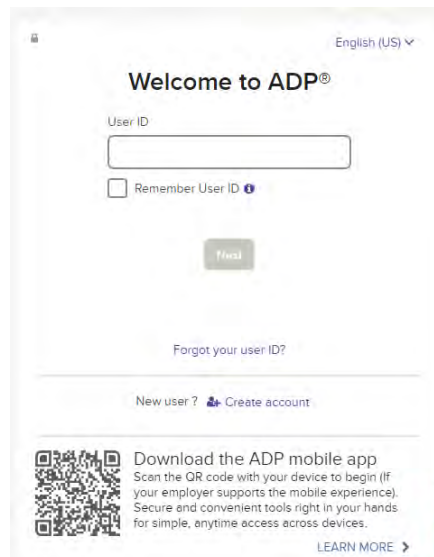 English (US)
Welcome to ADP®
User ID
Remember User ID
Next
Forgot your user ID?
New user ? Create account
Download the ADP mobile app
Scan the QR code with your device to begin (If
your employer supports the mobile experience).
Secure and convenient tools right in your hands
for simple, anytime access across devices.
LEARN MORE